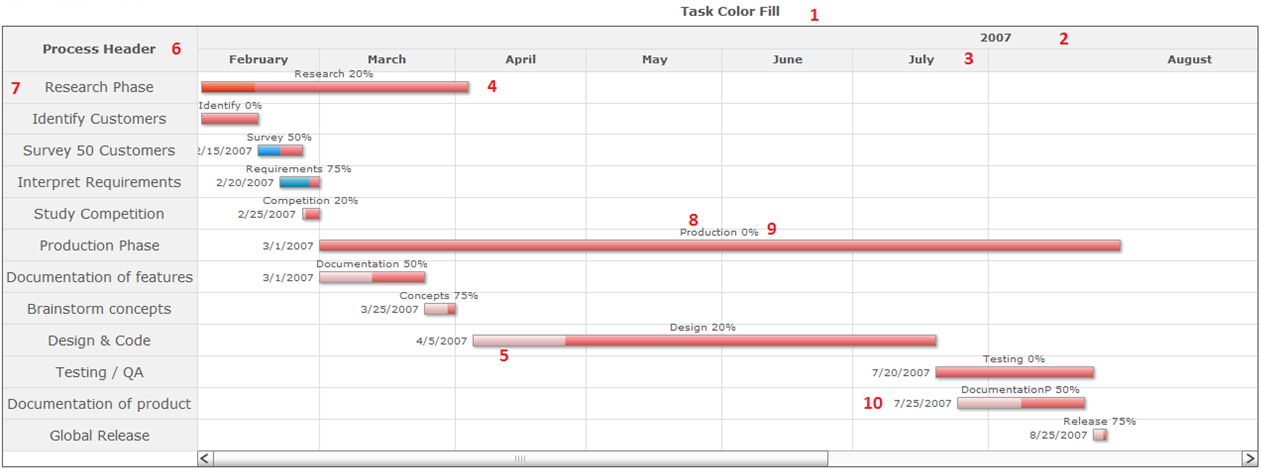 Task Color Fill 1
2007 2
Process Header 6
February March April May June July 3 August
7 Research Phase Research 20% 4
Identify Customers Identify 0%
Survey 50 Customers 2/15/2007 Survey 50%
Interpret Requirements 2/20/2007 Requirements 75%
Study Competition 2/25/2007 Competition 20%
8
Production Phase 3/1/2007 Production 0% 9
Documentation of features 3/1/2007 Documentation 50%
Brainstorm concepts 3/25/2007 Concepts 75%
Design & Code 4/5/2007 Design 20%
5
Testing / QA 7/20/2007 Testing 0%
Documentation of product 10 7/25/2007 DocumentationP 50%
Global Release 8/25/2007 Release 75%